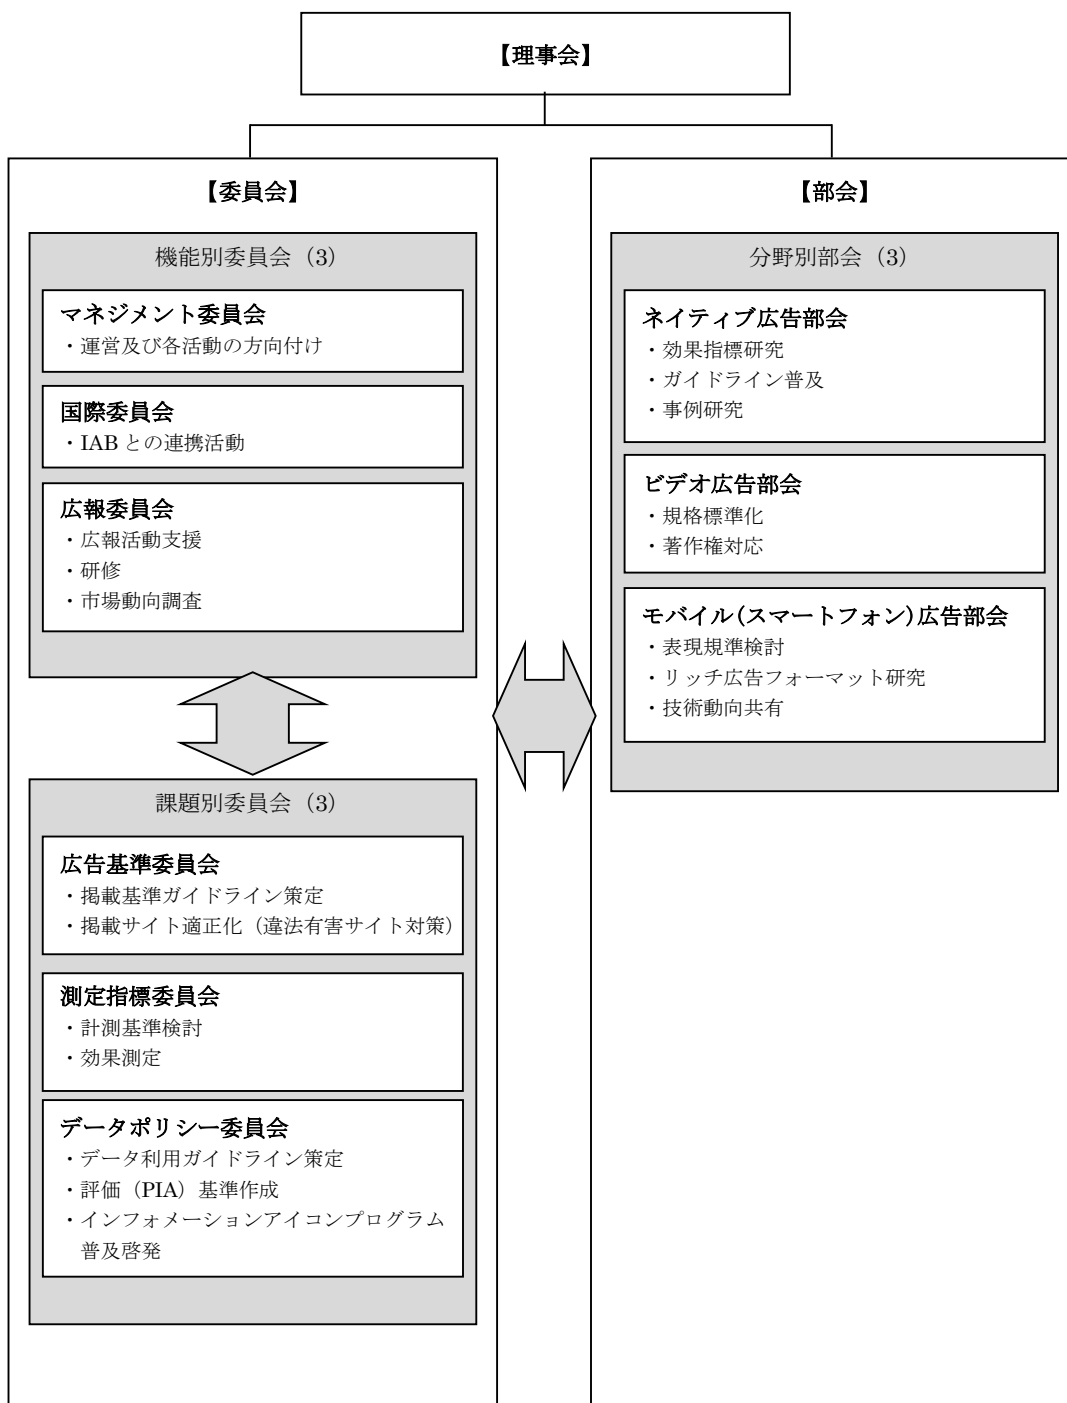 【理事会】
【委員会】
機能別委員会（3）
マネジメント委員会
・運営及び各活動の方向付け
国際委員会
・IAB との連携活動
広報委員会
・広報活動支援
・研修
・市場動向調査
課題別委員会（3）
広告基準委員会
・掲載基準ガイドライン策定
・掲載サイト適正化（違法有害サイト対策）
測定指標委員会
・計測基準検討
・効果測定
データポリシー委員会
・データ利用ガイドライン策定
・評価（PIA）基準作成
・インフォメーションアイコンプログラム
普及啓発
【部会】
分野別部会（3）
ネイティブ広告部会
・効果指標研究
・ガイドライン普及
・事例研究
ビデオ広告部会
・規格標準化
・著作権対応
モバイル(スマートフォン)広告部会
・表現規準検討
・リッチ広告フォーマット研究
・技術動向共有